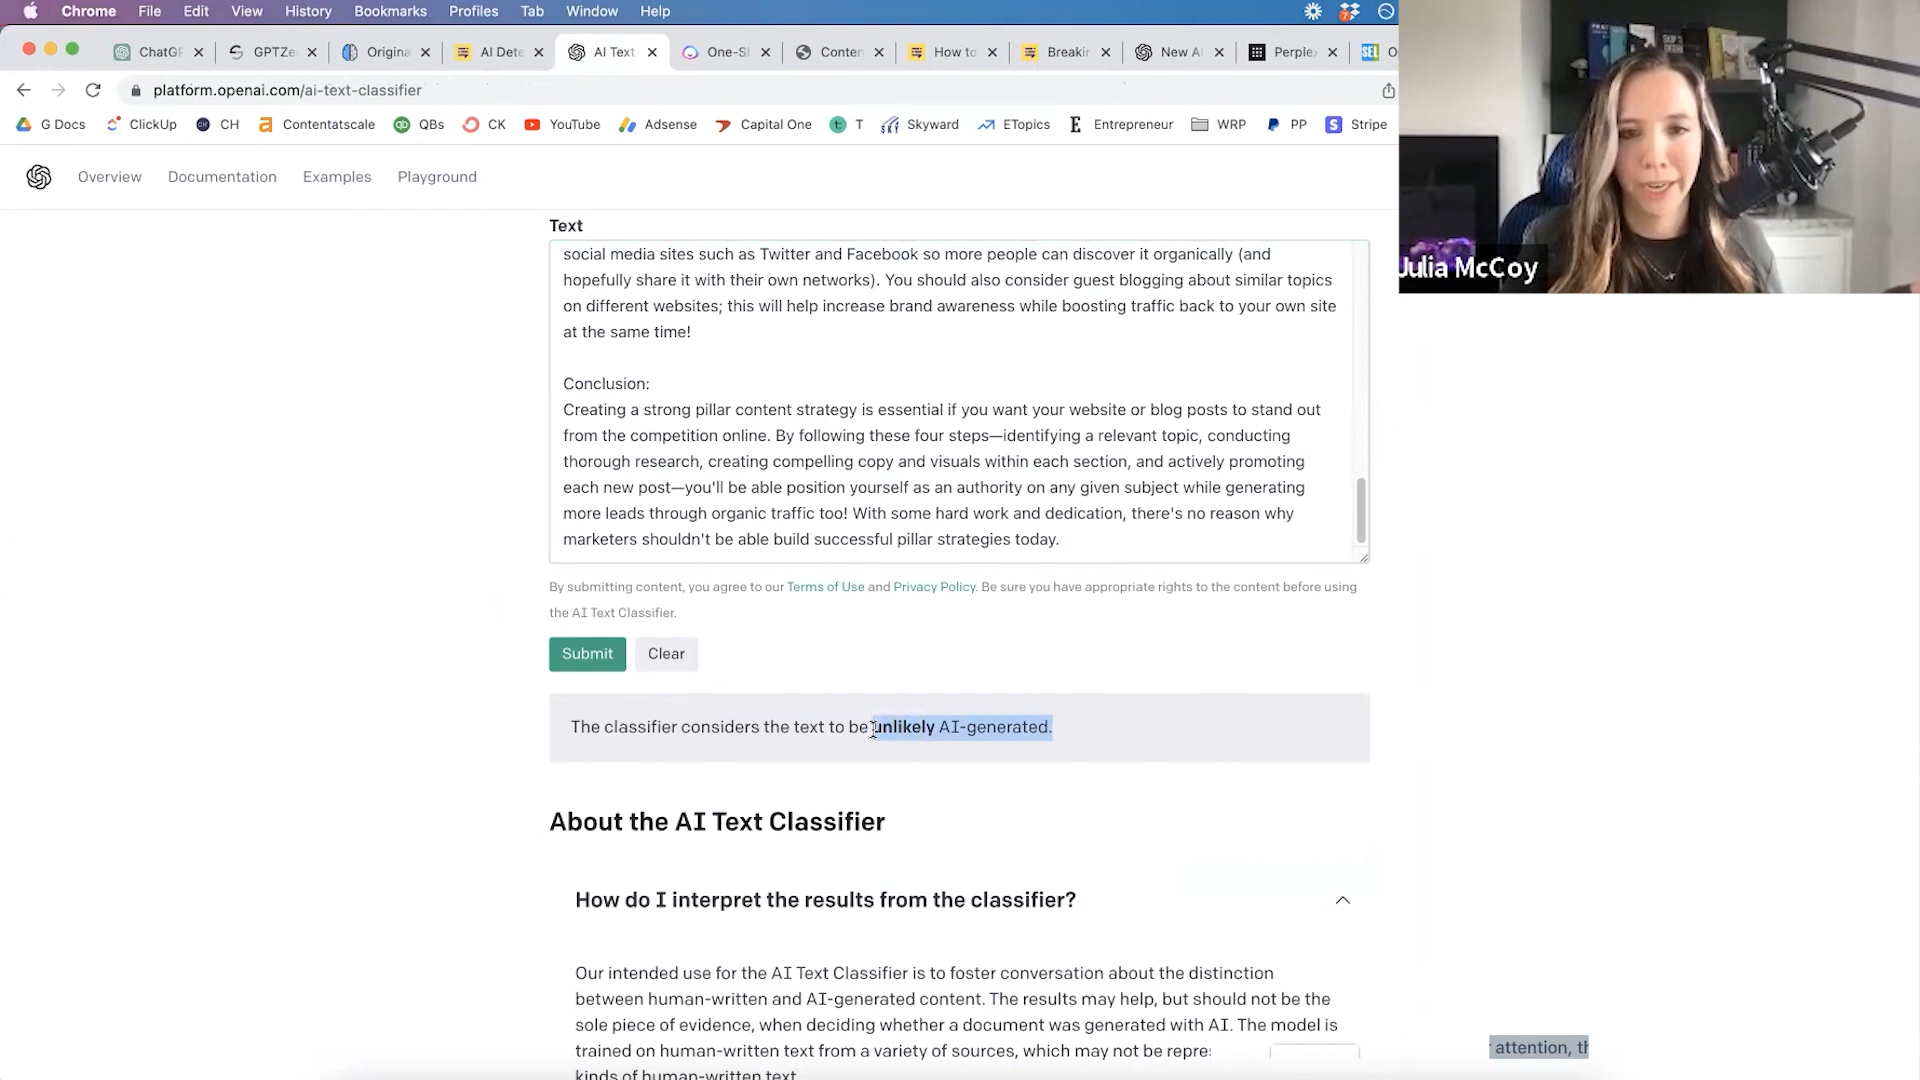 Chrome File Edit View History Bookmarks Profiles Tab Window Help
ChatGF GPTZe Origina AI Dete AI Text One-Sl Conten How to Breakir New AI Perplex SEL O
platform.openai.com/ai-text-classifier
G Docs ClickUp CH Contentatscale QBs CK YouTube Adsense Capital One T Skyward ETopics Entrepreneur WRP PP Stripe
Julia McCoy
Overview Documentation Examples Playground
Text
social media sites such as Twitter and Facebook so more people can discover it organically (and
hopefully share it with their own networks). You should also consider guest blogging about similar topics
on different websites; this will help increase brand awareness while boosting traffic back to your own site
at the same time!
Conclusion:
Creating a strong pillar content strategy is essential if you want your website or blog posts to stand out
from the competition online. By following these four steps—identifying a relevant topic, conducting
thorough research, creating compelling copy and visuals within each section, and actively promoting
each new post—you'll be able position yourself as an authority on any given subject while generating
more leads through organic traffic too! With some hard work and dedication, there's no reason why
marketers shouldn't be able build successful pillar strategies today.
By submitting content, you agree to our Terms of Use and Privacy Policy. Be sure you have appropriate rights to the content before using
the AI Text Classifier.
Submit Clear
The classifier considers the text to be unlikely AI-generated.
About the AI Text Classifier
How do I interpret the results from the classifier?
Our intended use for the AI Text Classifier is to foster conversation about the distinction
between human-written and AI-generated content. The results may help, but should not be the
sole piece of evidence, when deciding whether a document was generated with AI. The model is
trained on human-written text from a variety of sources, which may not be repre
kinds of human-written text.
attention, th